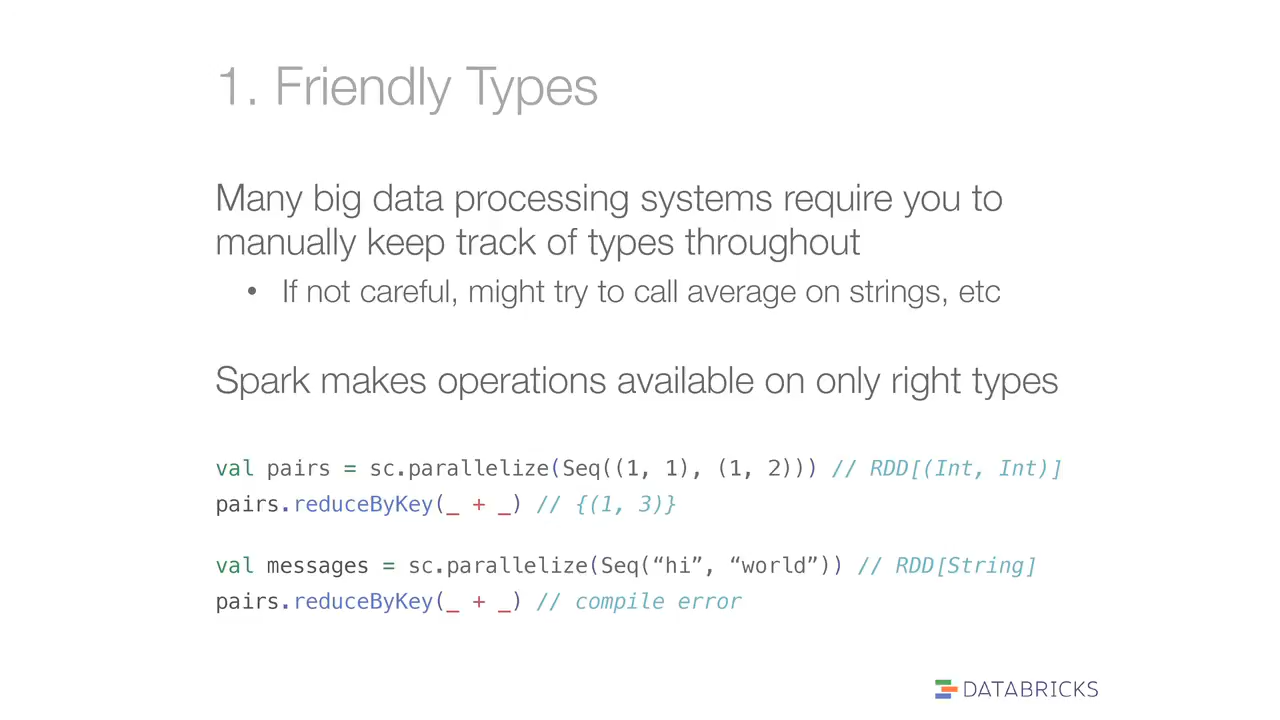 1. Friendly Types
Many big data processing systems require you to
manually keep track of types throughout
• If not careful, might try to call average on strings, etc
Spark makes operations available on only right types
val pairs = sc.parallelize(Seq((1, 1), (1, 2))) // RDD[(Int, Int)]
pairs.reduceByKey(_ + _) // {(1, 3)}
val messages = sc.parallelize(Seq(“hi”, “world”)) // RDD[String]
pairs.reduceByKey(_ + _) // compile error
DATABRICKS